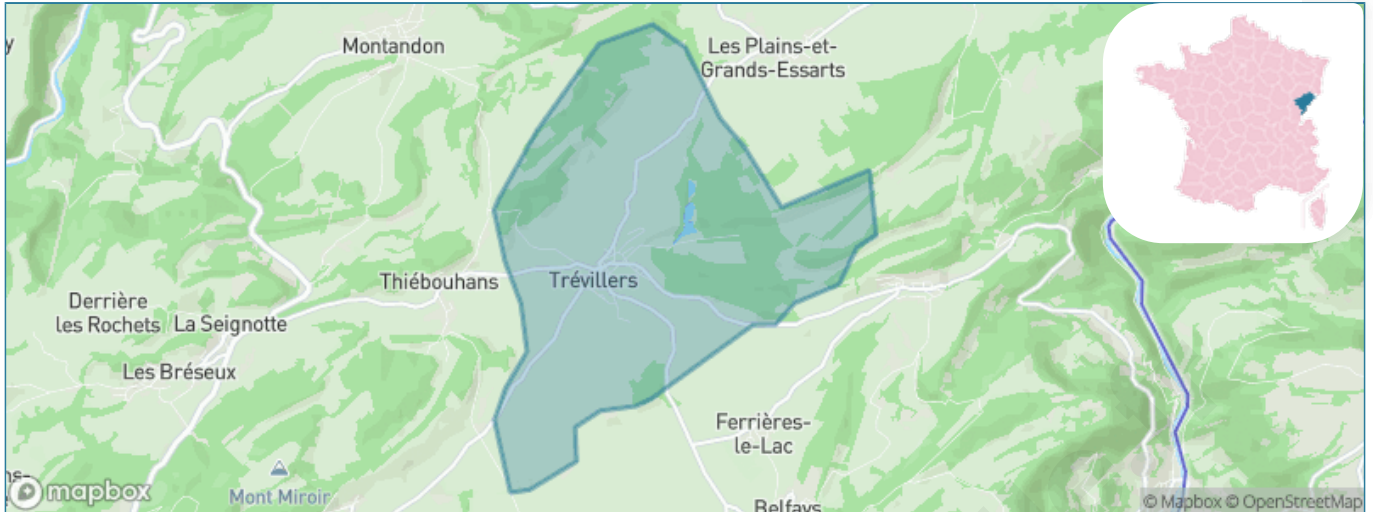 y
Montandon
Les Plains-et-
Grands-Essarts
Thiébouhans
Trévillers
Derrière
les Rochets
La Seignotte
Les Bréseux
Ferrières-
le-Lac
Mont Miroir
Belfays
mapbox
© Mapbox © OpenStreetMap